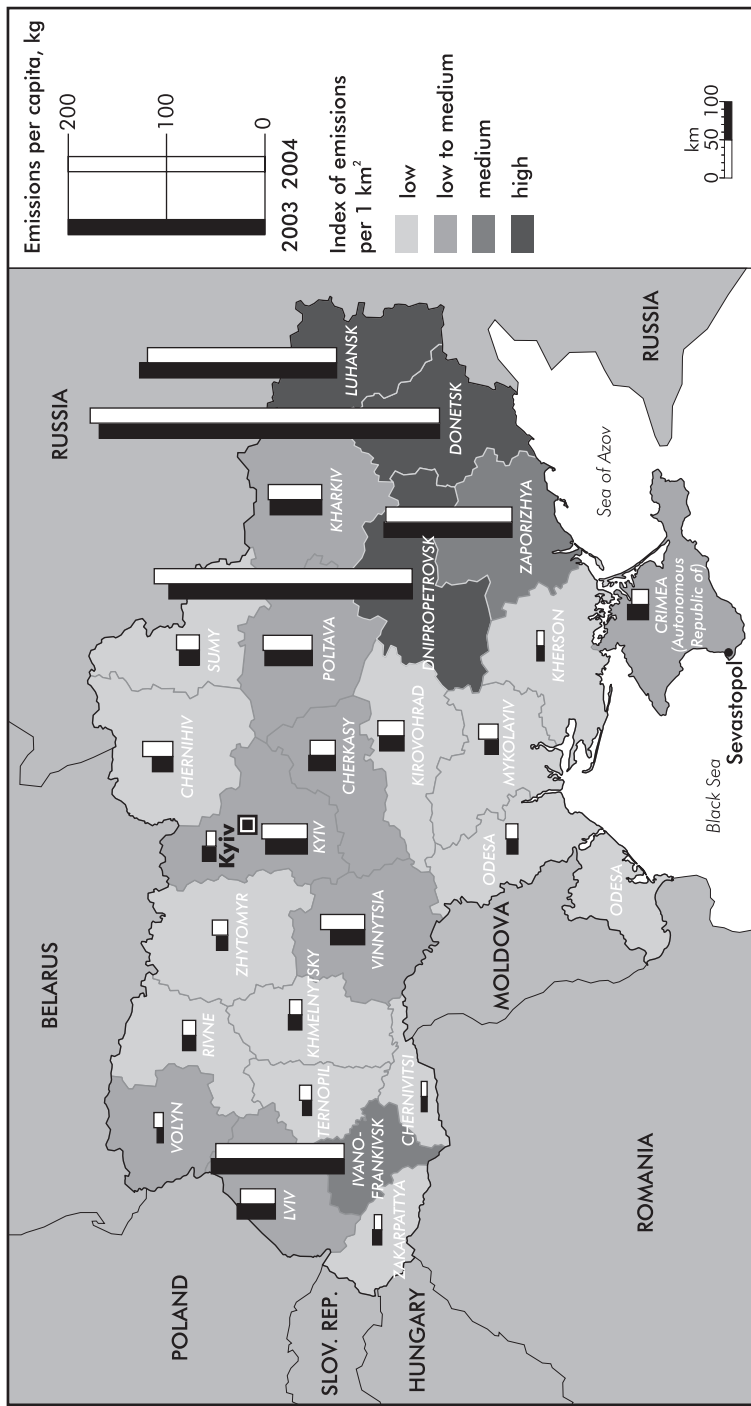 Emissions per capita, kg
200
100
0
2003 2004
Index of emissions
per 1 km²
low
low to medium
medium
high
km
0 50 100
BELARUS
RUSSIA
POLAND
SLOV. REP.
HUNGARY
ROMANIA
MOLDOVA
RUSSIA
Black Sea
Sea of Azov
Sevastopol
VOLYN
RIVNE
ZHYTOMYR
Kyiv
KYIV
CHERNIHIV
SUMY
LVIV
TERNOPIL
KHMELNYTSKY
VINNYTSIA
CHERKASY
POLTAVA
KHARKIV
LUHANSK
ZAKARPATTYA
IVANO-
FRANKIVSK
CHERNIVITSI
KIROVOHRAD
DNIPROPETROVSK
DONETSK
ODESA
MYKOLAYIV
KHERSON
ZAPORIZHYA
ODESA
CRIMEA
(Autonomous
Republic of)